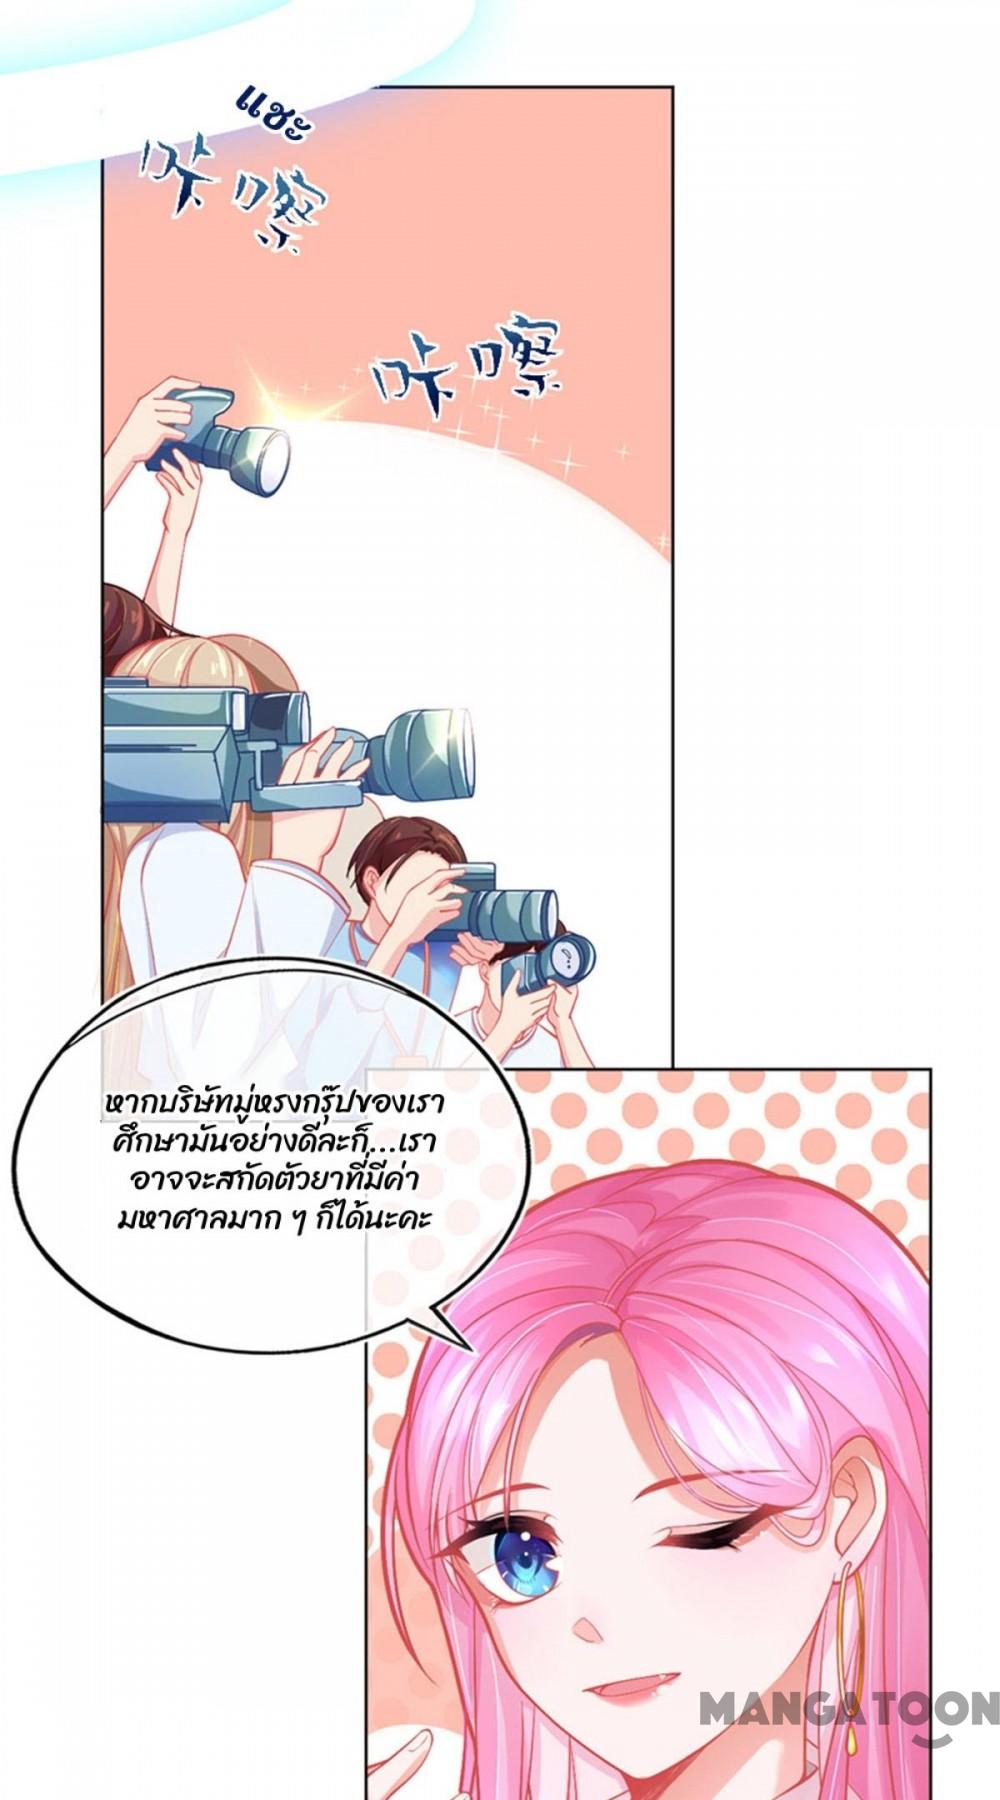 แชะ
咔嚓
咔嚓
หากบริษัทมู่หรงกรุ๊ปของเรา
ศึกษามันอย่างดีละก็...เรา
อาจจะสกัดตัวยาที่มีค่า
มหาศาลมาก ๆ ก็ได้นะคะ
MANGATOON